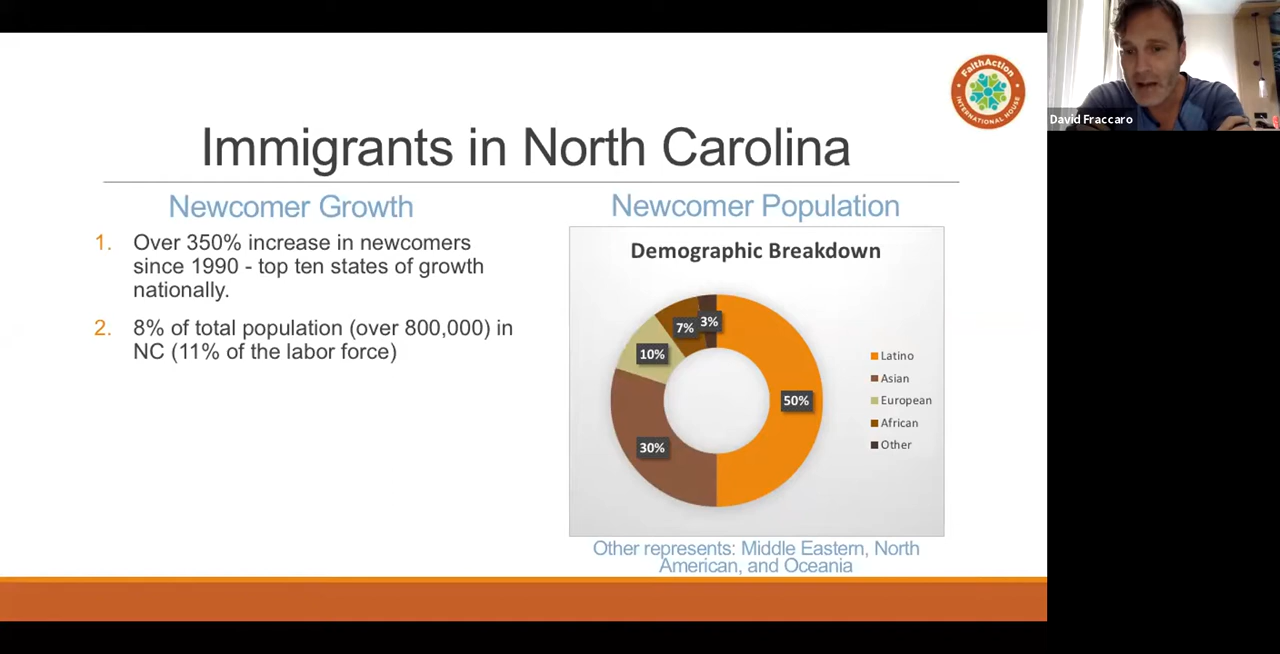 FaithAction
INTERNATIONAL HOUSE
David Fraccaro
Immigrants in North Carolina
Newcomer Growth
1. Over 350% increase in newcomers
since 1990 - top ten states of growth
nationally.
2. 8% of total population (over 800,000) in
NC (11% of the labor force)
Newcomer Population
Demographic Breakdown
3%
7%
10%
50%
30%
Latino
Asian
European
African
Other
Other represents: Middle Eastern, North
American, and Oceania